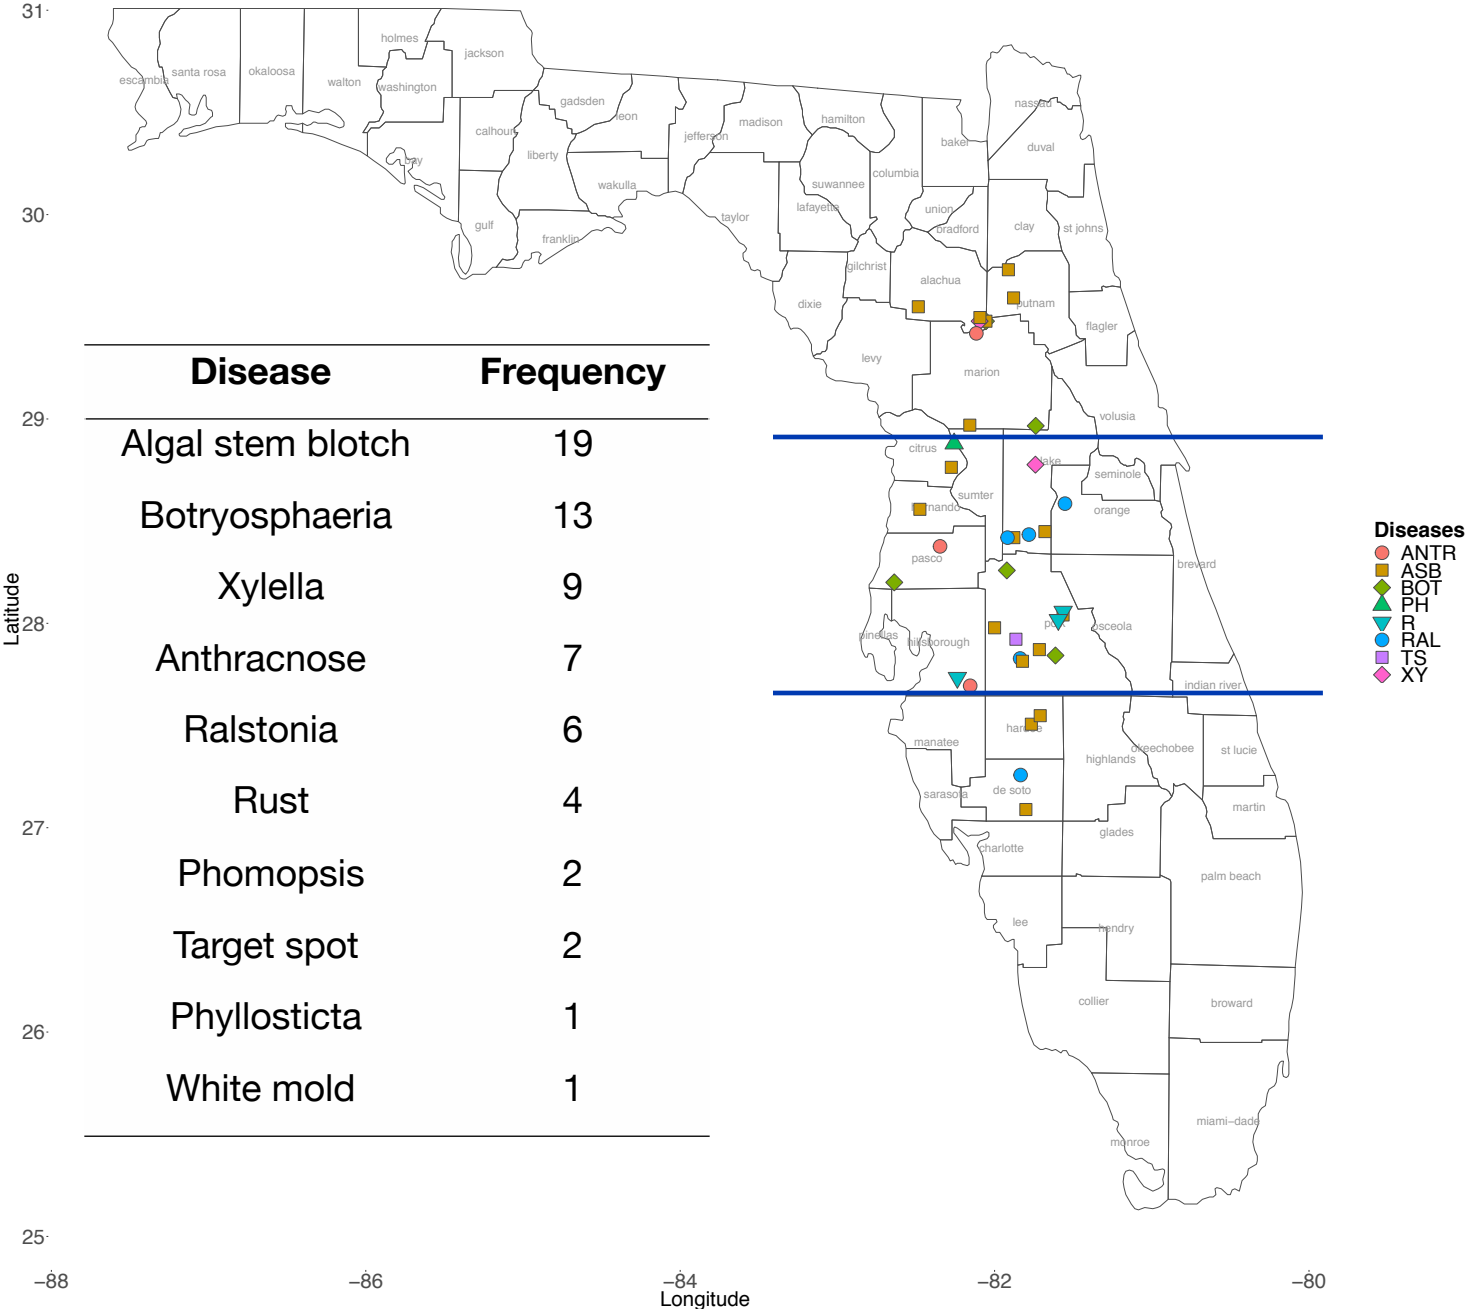 31
30
29
28
27
26
25
Latitude
−88
−86
−84
−82
−80
Longitude
holmes
jackson
escambia
santa rosa
okaloosa
walton
washington
gadsden
leon
nassau
calhoun
jefferson
madison
hamilton
baker
duval
bay
liberty
wakulla
suwannee
columbia
gulf
franklin
taylor
lafayette
union
bradford
clay
st johns
gilchrist
alachua
dixie
putnam
flagler
levy
marion
volusia
citrus
lake
seminole
sumter
hernando
orange
pasco
brevard
pinellas
hillsborough
polk
osceola
indian river
manatee
hardee
highlands
okeechobee
st lucie
sarasota
de soto
martin
charlotte
glades
palm beach
lee
hendry
collier
broward
monroe
miami−dade
Disease Frequency
Algal stem blotch 19
Botryosphaeria 13
Xylella 9
Anthracnose 7
Ralstonia 6
Rust 4
Phomopsis 2
Target spot 2
Phyllosticta 1
White mold 1
Diseases
ANTR
ASB
BOT
PH
R
RAL
TS
XY